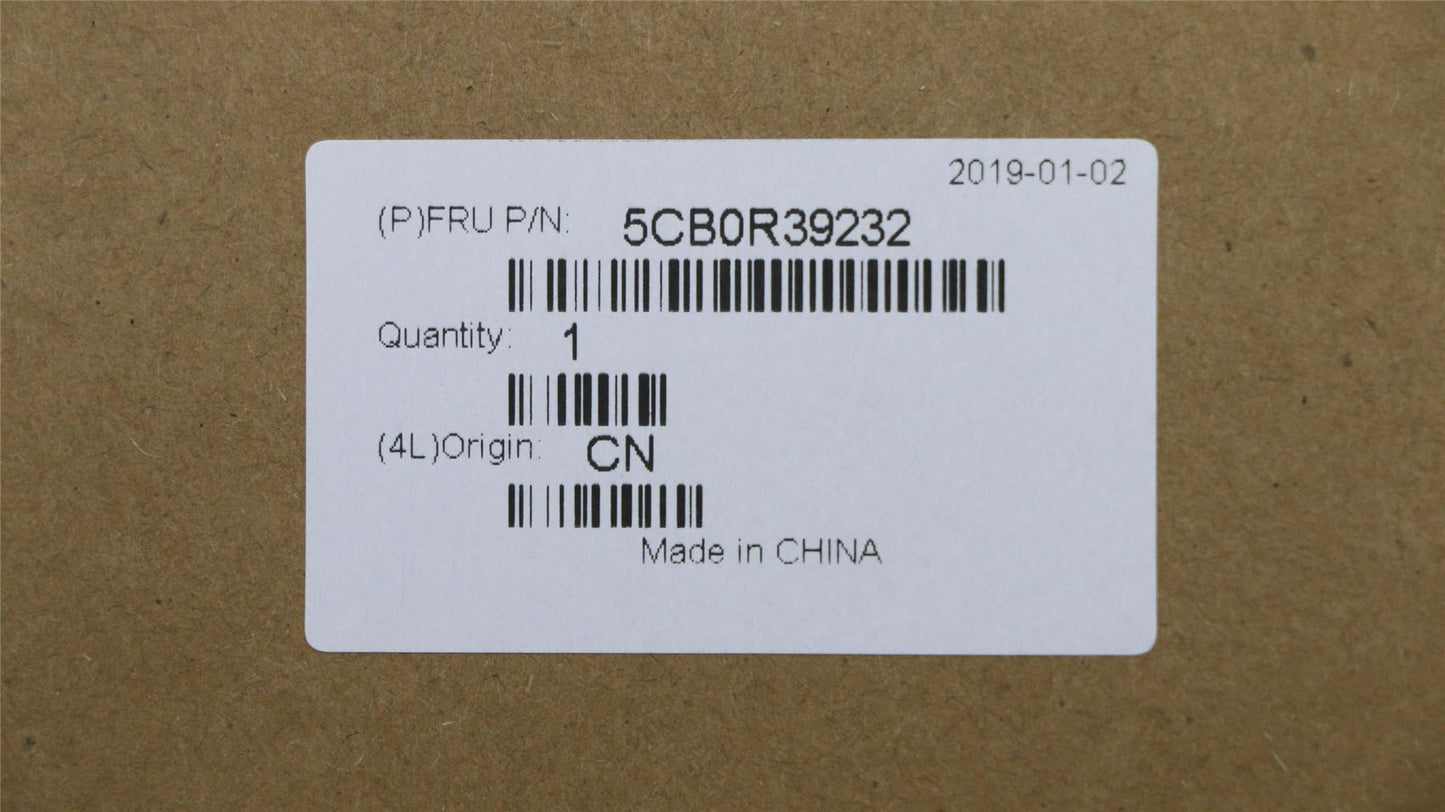 2019-01-02
(P)FRU P/N: 5CB0R39232
Quantity: 1
(4L)Origin: CN
Made in CHINA